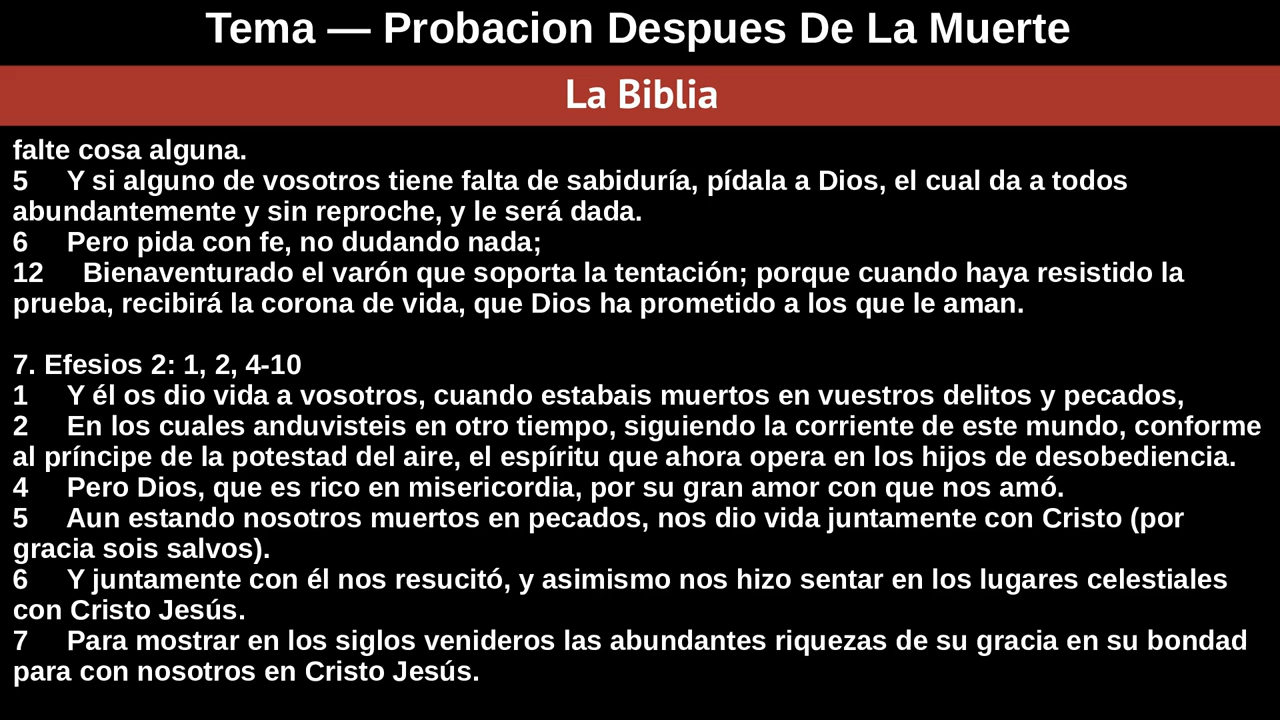 Tema — Probacion Despues De La Muerte
La Biblia
falte cosa alguna.
5 Y si alguno de vosotros tiene falta de sabiduría, pídala a Dios, el cual da a todos
abundantemente y sin reproche, y le será dada.
6 Pero pida con fe, no dudando nada;
12 Bienaventurado el varón que soporta la tentación; porque cuando haya resistido la
prueba, recibirá la corona de vida, que Dios ha prometido a los que le aman.
7. Efesios 2: 1, 2, 4-10
1 Y él os dio vida a vosotros, cuando estabais muertos en vuestros delitos y pecados,
2 En los cuales anduvisteis en otro tiempo, siguiendo la corriente de este mundo, conforme
al príncipe de la potestad del aire, el espíritu que ahora opera en los hijos de desobediencia.
4 Pero Dios, que es rico en misericordia, por su gran amor con que nos amó.
5 Aun estando nosotros muertos en pecados, nos dio vida juntamente con Cristo (por
gracia sois salvos).
6 Y juntamente con él nos resucitó, y asimismo nos hizo sentar en los lugares celestiales
con Cristo Jesús.
7 Para mostrar en los siglos venideros las abundantes riquezas de su gracia en su bondad
para con nosotros en Cristo Jesús.